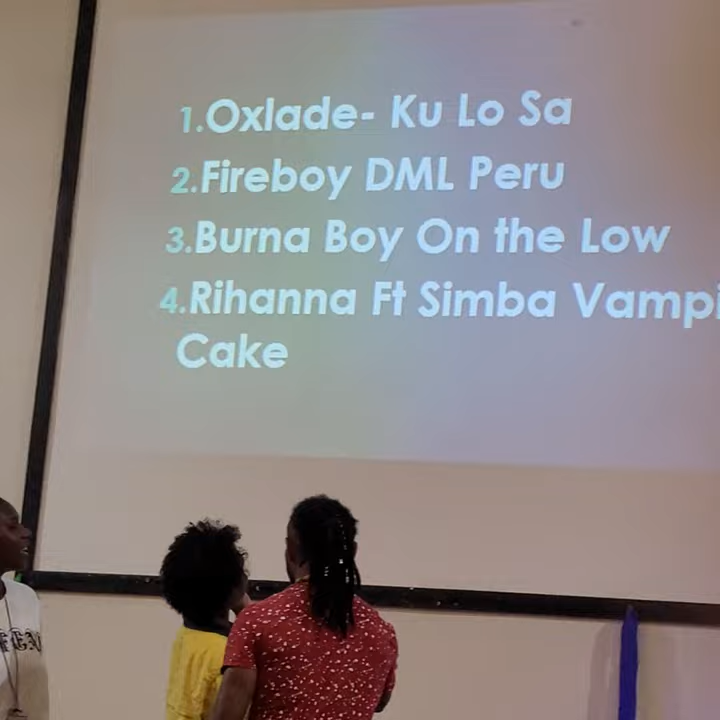 1.Oxlade- Ku Lo Sa
2.Fireboy DML Peru
3.Burna Boy On the Low
4.Rihanna Ft Simba Vampi
Cake